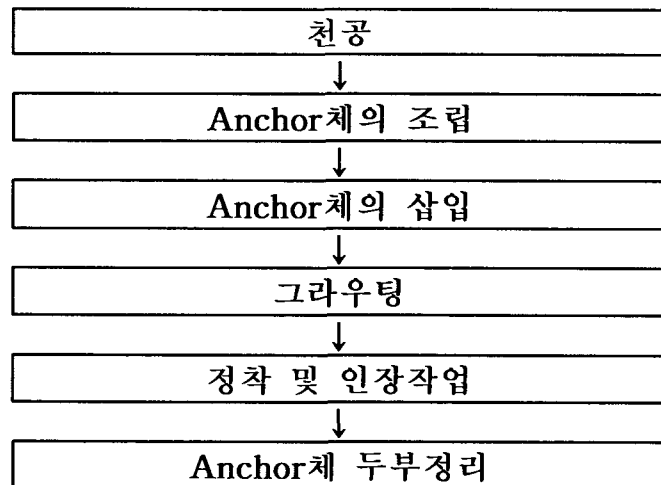 천공
Anchor체의 조립
Anchor체의 삽입
그라우팅
정착 및 인장작업
Anchor체 두부정리